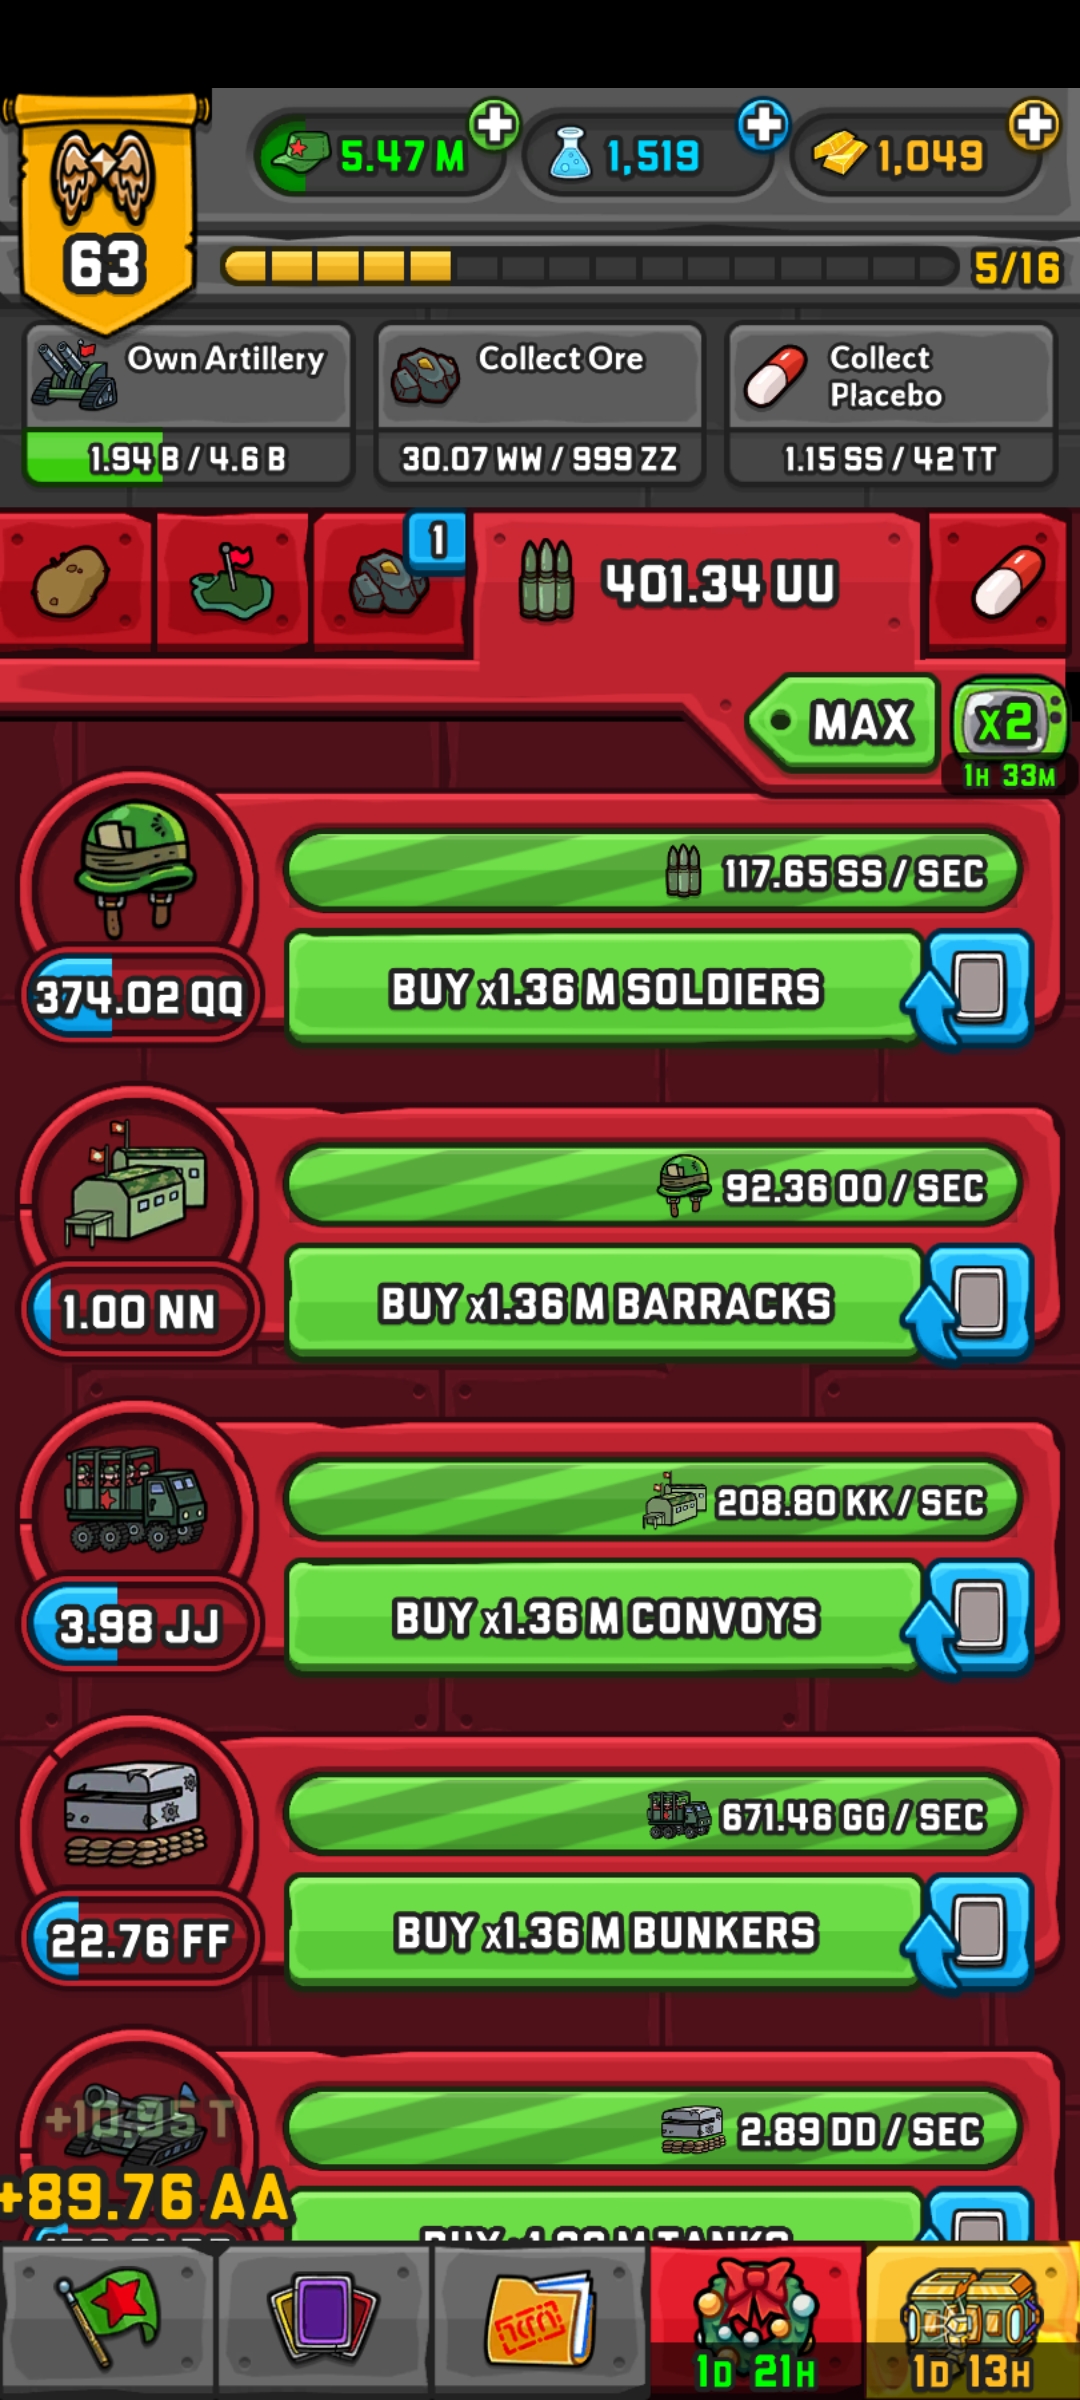 63
5.47 M
1,519
1,049
5/16
Own Artillery
1.94 B / 4.6 B
Collect Ore
30.07 WW / 999 ZZ
Collect
Placebo
1.15 SS / 42 TT
1
401.34 UU
MAX
x2
1H 33M
117.65 SS / SEC
374.02 QQ
BUY x1.36 M SOLDIERS
92.36 OO / SEC
1.00 NN
BUY x1.36 M BARRACKS
208.80 KK / SEC
3.98 JJ
BUY x1.36 M CONVOYS
671.46 GG / SEC
22.76 FF
BUY x1.36 M BUNKERS
+10.95 T
2.89 DD / SEC
+89.76 AA
TANKS
1D 21H
1D 13H